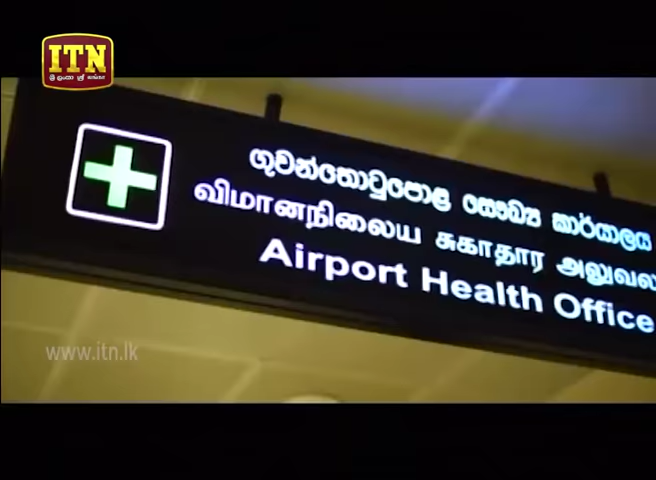 ITN
ශ්‍රී ලංකා ශ්‍රී ලංකා
ගුවන්තොටුපොළ සෞඛ්‍ය කාර්යාලය
விமானநிலைய சுகாதார அலுவல
Airport Health Office
www.itn.lk